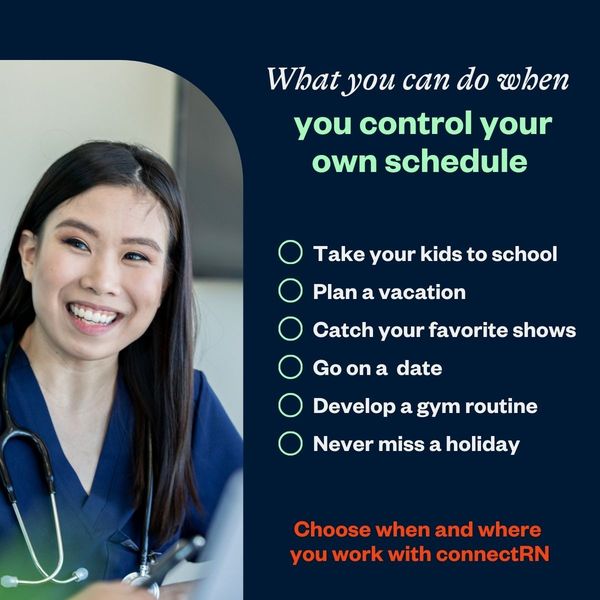 What you can do when
you control your
own schedule
Take your kids to school
Plan a vacation
Catch your favorite shows
Go on a date
Develop a gym routine
Never miss a holiday
Choose when and where
you work with connectRN